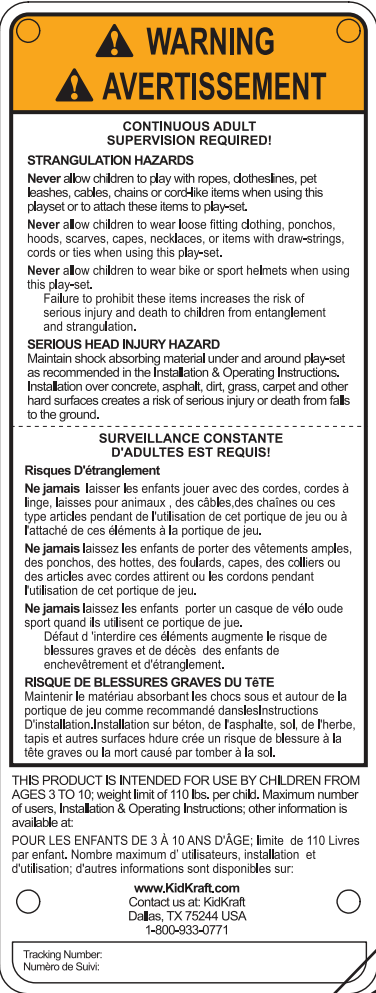 WARNING
AVERTISSEMENT
CONTINUOUS ADULT
SUPERVISION REQUIRED!
STRANGULATION HAZARDS
Never allow children to play with ropes, clotheslines, pet
leashes, cables, chains or cord-like items when using this
playset or to attach these items to play-set.
Never allow children to wear loose fitting clothing, ponchos,
hoods, scarves, capes, necklaces, or items with draw-strings,
cords or ties when using this play-set.
Never allow children to wear bike or sport helmets when using
this play-set.
Failure to prohibit these items increases the risk of
serious injury and death to children from entanglement
and strangulation.
SERIOUS HEAD INJURY HAZARD
Maintain shock absorbing material under and around play-set
as recommended in the Installation & Operating Instructions.
Installation over concrete, asphalt, dirt, grass, carpet and other
hard surfaces creates a risk of serious injury or death from falls
to the ground.
SURVEILLANCE CONSTANTE
D'ADULTES EST REQUIS!
Risques D'étranglement
Ne jamais laisser les enfants jouer avec des cordes, cordes à
linge, laisses pour animaux , des câbles,des chaînes ou ces
type articles pendant de l'utilisation de cet portique de jeu ou à
l'attaché de ces éléments à la portique de jeu.
Ne jamais laissez les enfants de porter des vêtements amples,
des ponchos, des hottes, des foulards, capes, des colliers ou
des articles avec cordes attirent ou les cordons pendant
l'utilisation de cet portique de jeu.
Ne jamais laissez les enfants porter un casque de vélo oude
sport quand ils utilisent ce portique de jue.
Défaut d 'interdire ces éléments augmente le risque de
blessures graves et de décès des enfants de
enchevêtrement et d'étranglement.
RISQUE DE BLESSURES GRAVES DU TêTE
Maintenir le matériau absorbant les chocs sous et autour de la
portique de jeu comme recommandé danslesInstructions
D'installation.Installation sur béton, de l'asphalte, sol, de l'herbe,
tapis et autres surfaces hdure crée un risque de blessure à la
tête graves ou la mort causé par tomber à la sol.
THIS PRODUCT IS INTENDED FOR USE BY CHILDREN FROM
AGES 3 TO 10; weight limit of 110 lbs. per child. Maximum number
of users, Installation & Operating Instructions; other information is
available at:
POUR LES ENFANTS DE 3 À 10 ANS D'ÂGE; limite de 110 Livres
par enfant. Nombre maximum d' utilisateurs, installation et
d'utilisation; d'autres informations sont disponibles sur:
www.KidKraft.com
Contact us at: KidKraft
Dallas, TX 75244 USA
1-800-933-0771
Tracking Number:
Numèro de Suivi: